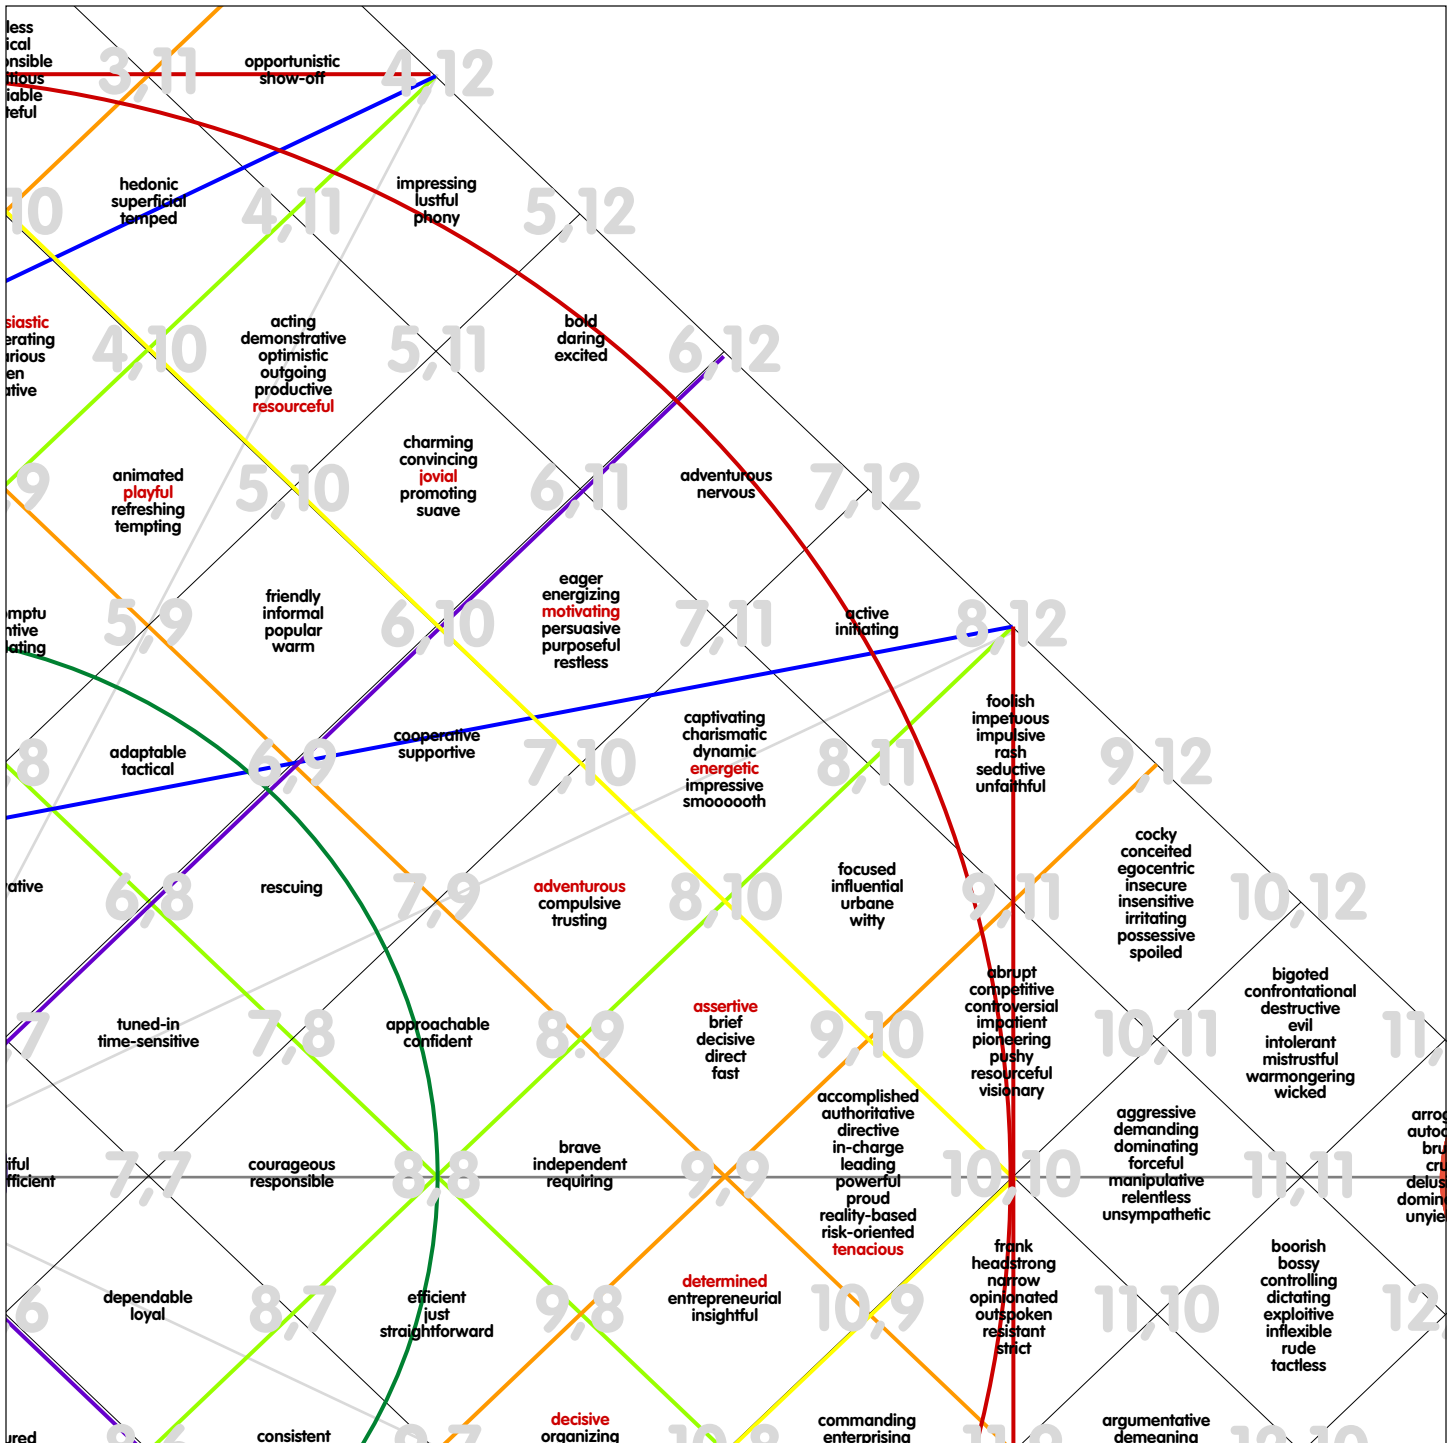 3,11
opportunistic
show-off
4,12
hedonic
superficial
temped
4,11
impressing
lustful
phony
5,12
10
4,10
acting
demonstrative
optimistic
outgoing
productive
resourceful
5,11
bold
daring
excited
6,12
charming
convincing
jovial
promoting
suave
,9
animated
playful
refreshing
tempting
5,10
6,11
adventurous
nervous
7,12
eager
energizing
motivating
persuasive
purposeful
restless
friendly
informal
popular
warm
5,9
6,10
7,11
active
initiating
8,12
foolish
impetuous
impulsive
rash
seductive
unfaithful
captivating
charismatic
dynamic
energetic
impressive
smoooooth
8
adaptable
tactical
6,9
cooperative
supportive
7,10
8,11
9,12
cocky
conceited
egocentric
insecure
insensitive
irritating
possessive
spoiled
6,8
rescuing
7,9
adventurous
compulsive
trusting
8,10
focused
influential
urbane
witty
9,11
10,12
abrupt
competitive
controversial
impatient
pioneering
pushy
resourceful
visionary
bigoted
confrontational
destructive
evil
intolerant
mistrustful
warmongering
wicked
,7
tuned-in
time-sensitive
7,8
approachable
confident
8.9
assertive
brief
decisive
direct
fast
9,10
10,11
11,
accomplished
authoritative
directive
in-charge
leading
powerful
proud
reality-based
risk-oriented
tenacious
aggressive
demanding
dominating
forceful
manipulative
relentless
unsympathetic
7,7
courageous
responsible
8,8
brave
independent
requiring
9,9
10,10
11,11
frank
headstrong
narrow
opinionated
outspoken
resistant
strict
boorish
bossy
controlling
dictating
exploitive
inflexible
rude
tactless
6
dependable
loyal
8,7
efficient
just
straightforward
9,8
determined
entrepreneurial
insightful
10,9
11,10
12,
consistent
decisive
organizing
commanding
enterprising
argumentative
demeaning